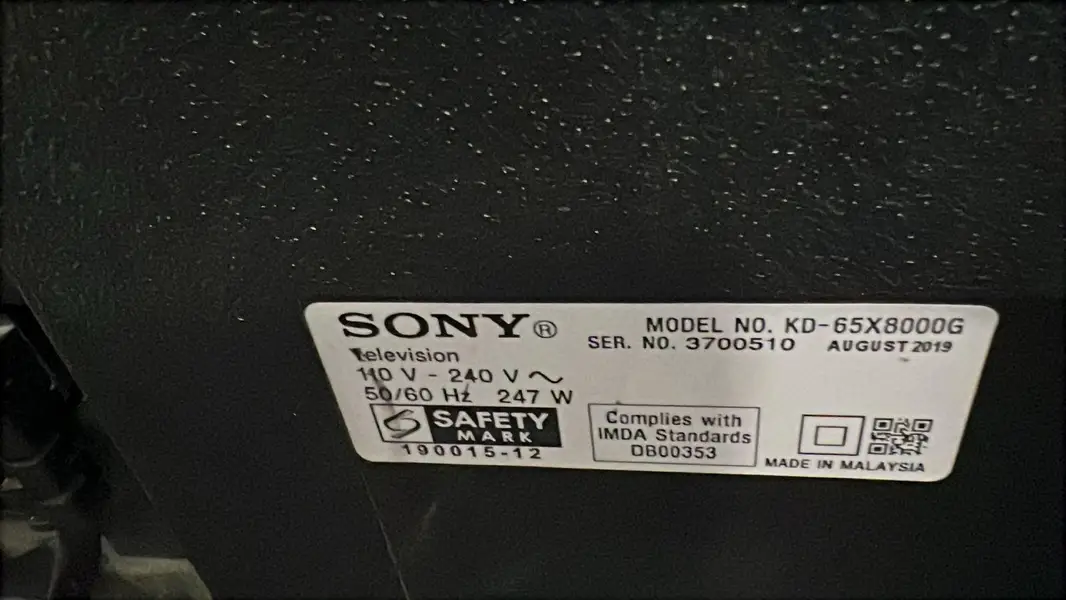 SONY®
MODEL NO. KD-65X8000G
SER. NO. 3700510 AUGUST 2019
Television
110 V - 240 V ~
50/60 Hz 247 W
SAFETY
MARK
190015-12
Complies with
IMDA Standards
DB00353
MADE IN MALAYSIA